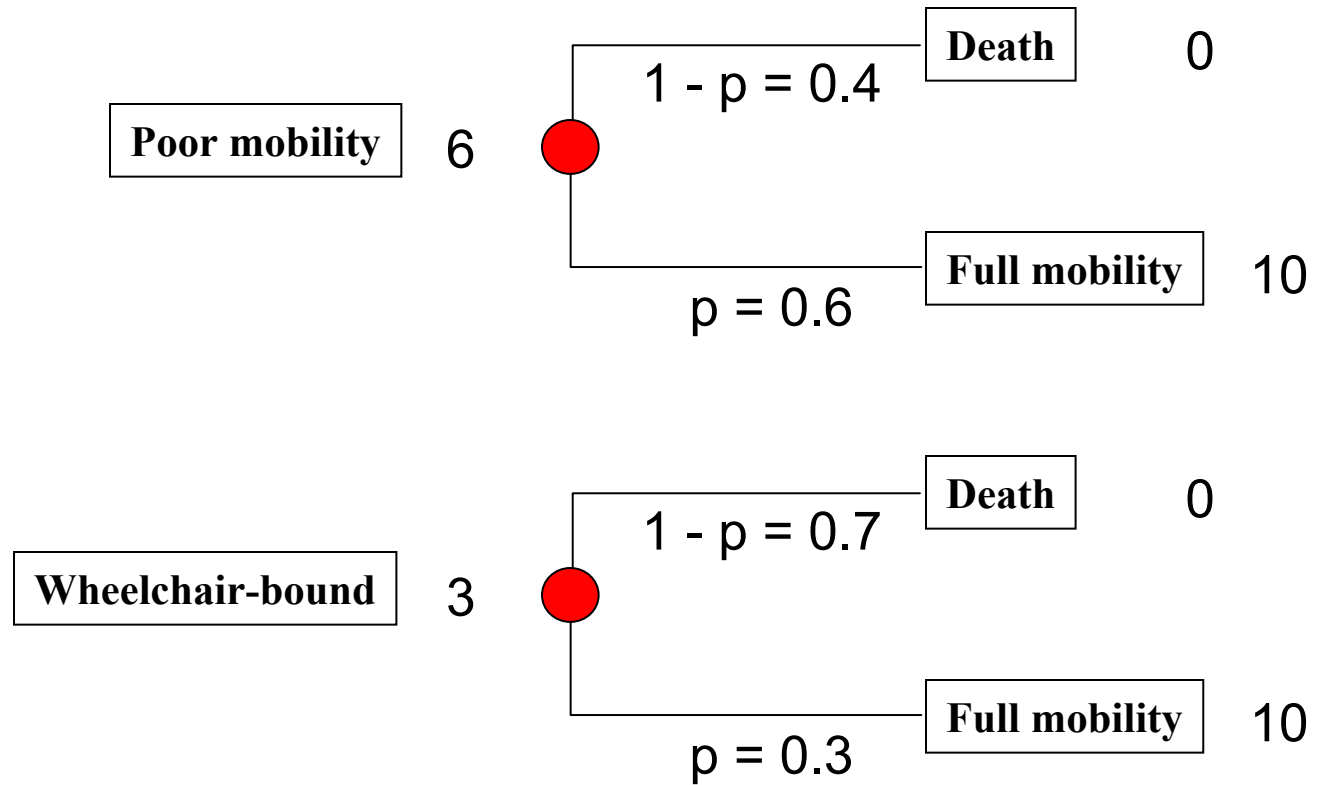 Death 0
1 - p = 0.4
Poor mobility 6
Full mobility 10
p = 0.6
Death 0
1 - p = 0.7
Wheelchair-bound 3
Full mobility 10
p = 0.3